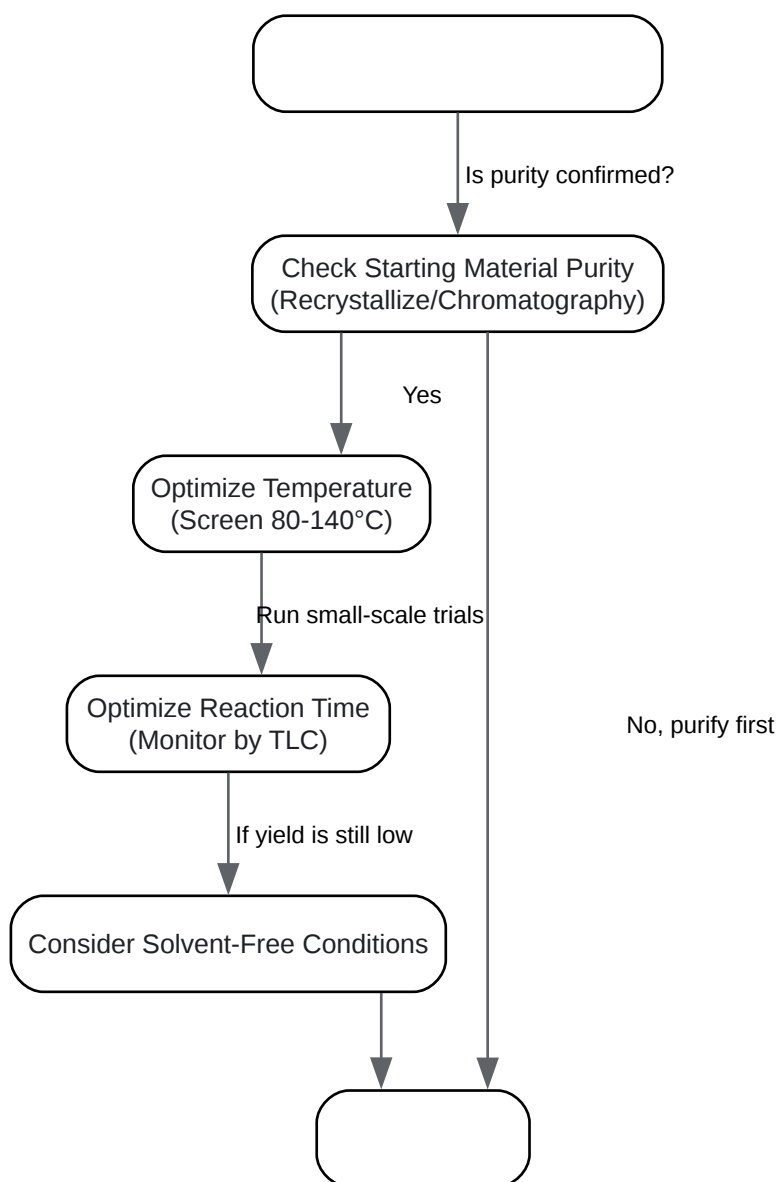 Is purity confirmed?
Check Starting Material Purity
(Recrystallize/Chromatography)
Yes
Optimize Temperature
(Screen 80-140°C)
Run small-scale trials
Optimize Reaction Time
(Monitor by TLC)
No, purify first
If yield is still low
Consider Solvent-Free Conditions